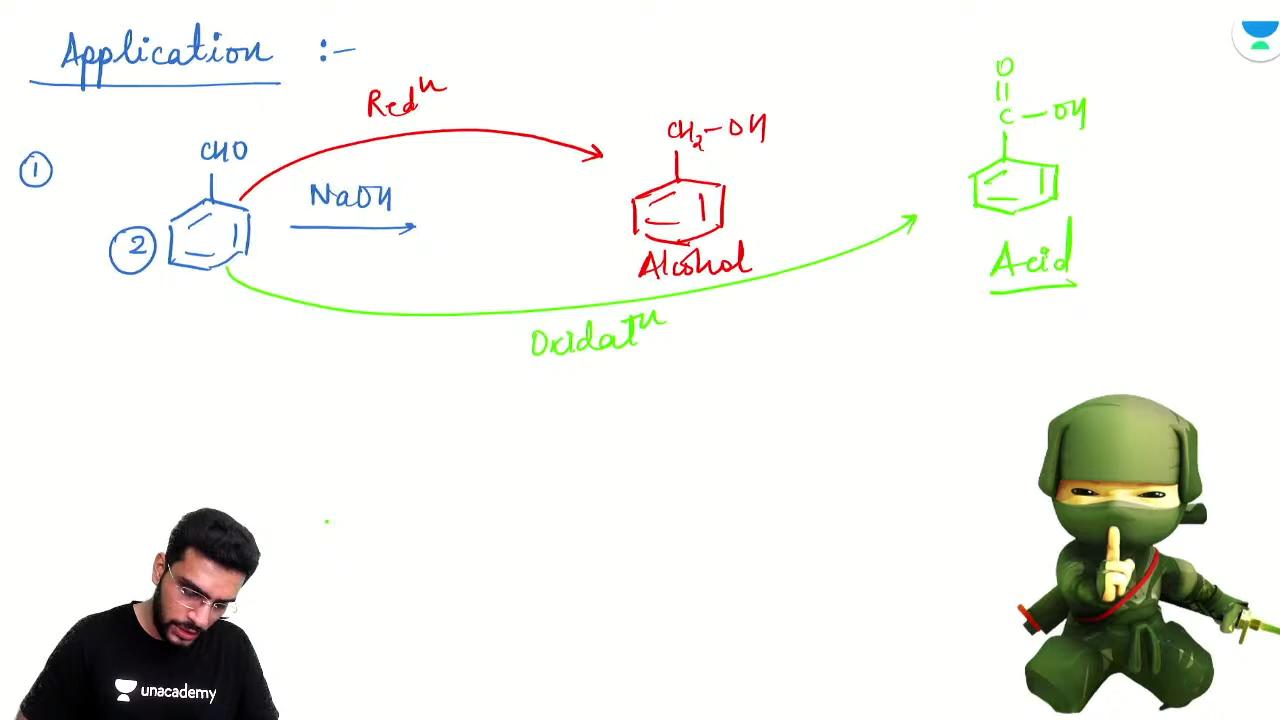 Application :-
Redⁿ
①
CHO
NaOH
②
CH₂-OH
Alcohol
O
C-OH
Acid
Oxidatⁿ
unacademy